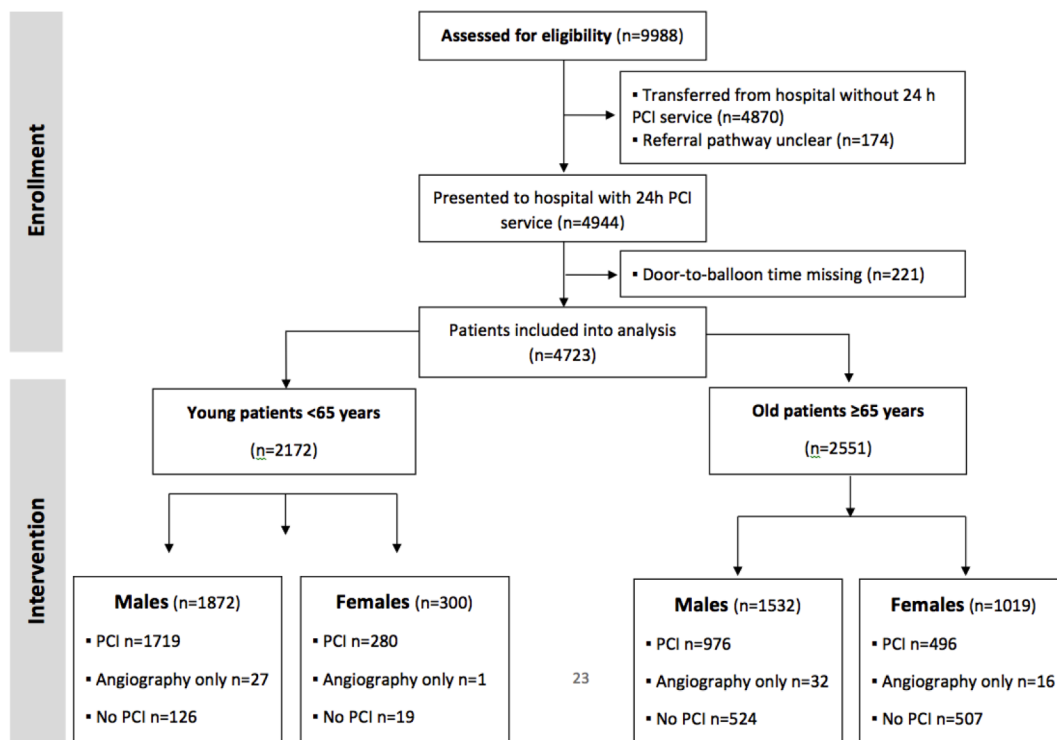 Enrollment
Assessed for eligibility (n=9988)
▪ Transferred from hospital without 24 h
PCI service (n=4870)
▪ Referral pathway unclear (n=174)
Presented to hospital with 24h PCI
service (n=4944)
▪ Door-to-balloon time missing (n=221)
Patients included into analysis
(n=4723)
Intervention
Young patients <65 years
(n=2172)
Old patients ≥65 years
(n=2551)
Males (n=1872)
▪ PCI n=1719
▪ Angiography only n=27
▪ No PCI n=126
Females (n=300)
▪ PCI n=280
▪ Angiography only n=1
▪ No PCI n=19
23
Males (n=1532)
▪ PCI n=976
▪ Angiography only n=32
▪ No PCI n=524
Females (n=1019)
▪ PCI n=496
▪ Angiography only n=16
▪ No PCI n=507